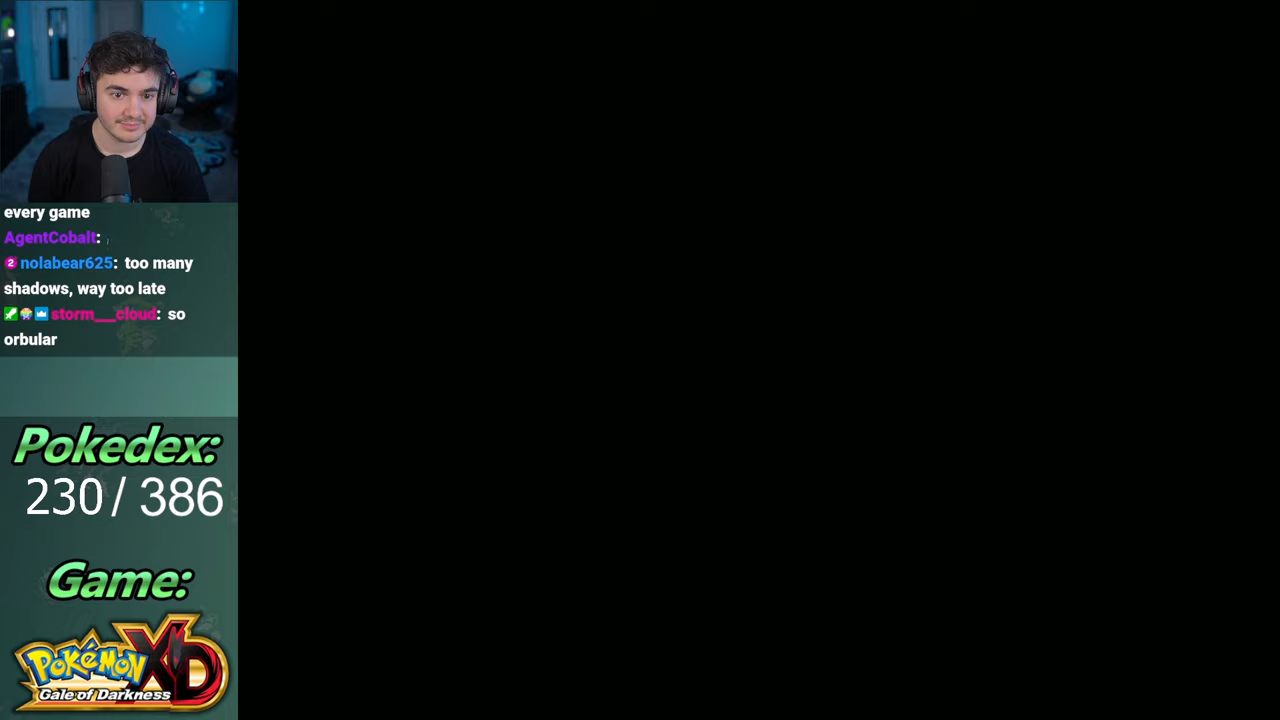 every game
AgentCobalt: ,
2 nolabear625: too many
shadows, way too late
storm__cloud: so
orbular
Pokedex:
230 / 386
Game:
POKéMON XD
Gale of Darkness